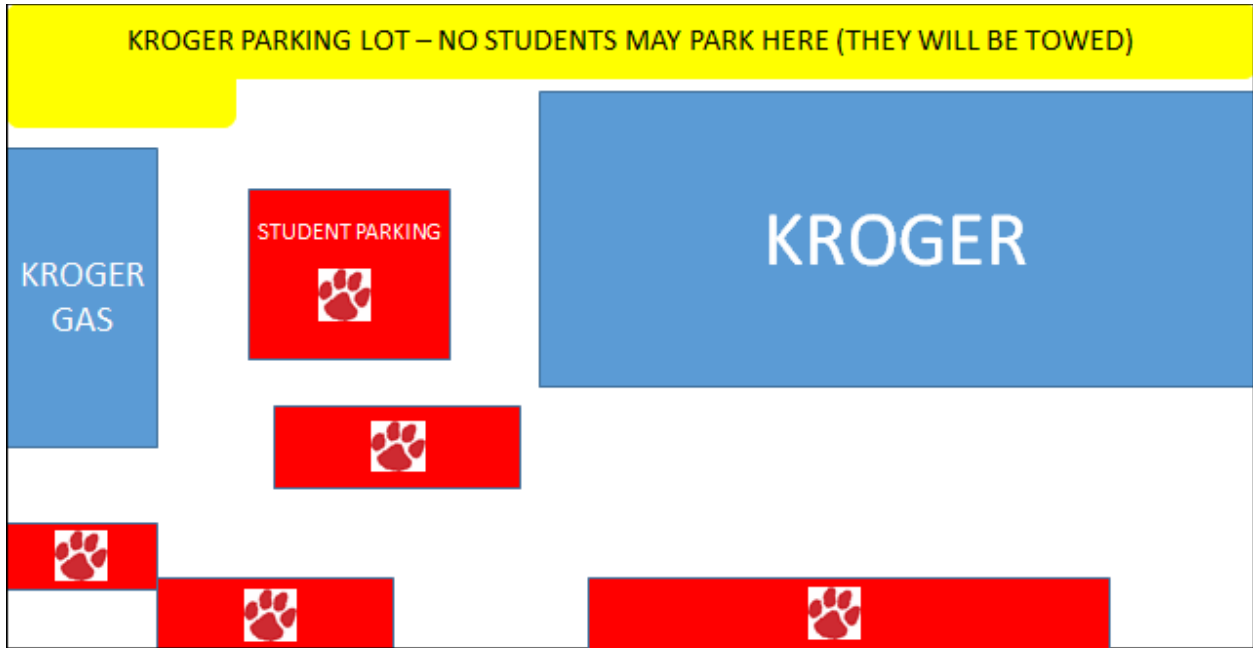 KROGER PARKING LOT – NO STUDENTS MAY PARK HERE (THEY WILL BE TOWED)
STUDENT PARKING
KROGER
KROGER
GAS